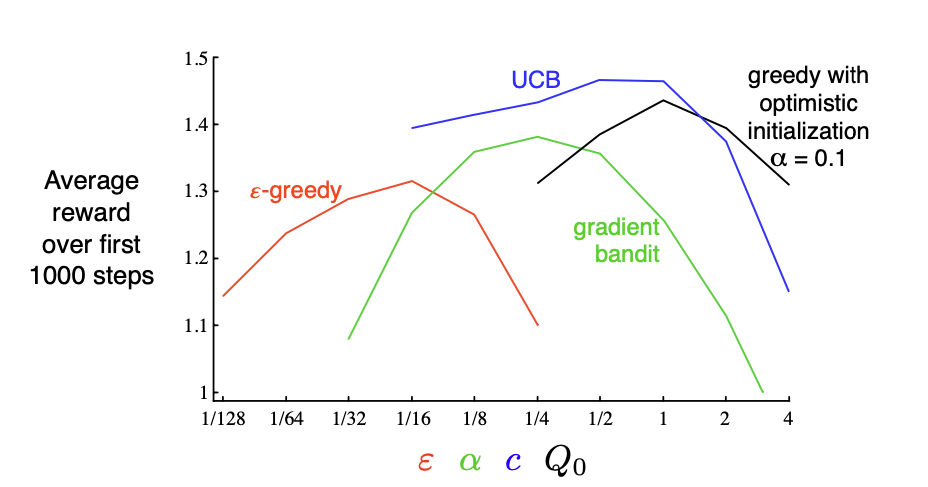 Average
reward
over first
1000 steps
1.5
1.4
1.3
1.2
1.1
1
UCB
greedy with
optimistic
initialization
α = 0.1
ε-greedy
gradient
bandit
1/128 1/64 1/32 1/16 1/8 1/4 1/2 1 2 4
ε α c Q₀